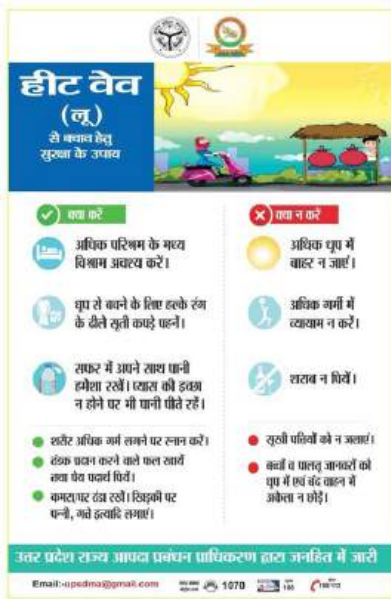 हीट वेव
(लू)
से बचाव हेतु
सुरक्षा के उपाय
क्या करें
अधिक परिश्रम के मध्य
विश्राम अवश्य करें।
धूप से बचने के लिए हल्के रंग
के ढीले सूती कपड़े पहनें।
सफर में अपने साथ पानी
हमेशा रखें। प्यास की इच्छा
न होने पर भी पानी पीते रहें।
शरीर अधिक गर्म लगने पर स्नान करें।
ठंडक प्रदान करने वाले फल खायें
तथा पेय पदार्थ पियें।
कमरा/घर ठंडा रखें। खिड़की पर
पन्नी, गत्ते इत्यादि लगाएं।
क्या न करें
अधिक धूप में
बाहर न जाएं।
अधिक गर्मी में
व्यायाम न करें।
शराब न पियें।
सूखी पत्तियों को न जलाएं।
बच्चों व पालतू जानवरों को
धूप में एवं बंद वाहन में
अकेला न छोड़ें।
उत्तर प्रदेश राज्य आपदा प्रबंधन प्राधिकरण द्वारा जनहित में जारी
Email:-upsdma@gmail.com 1070